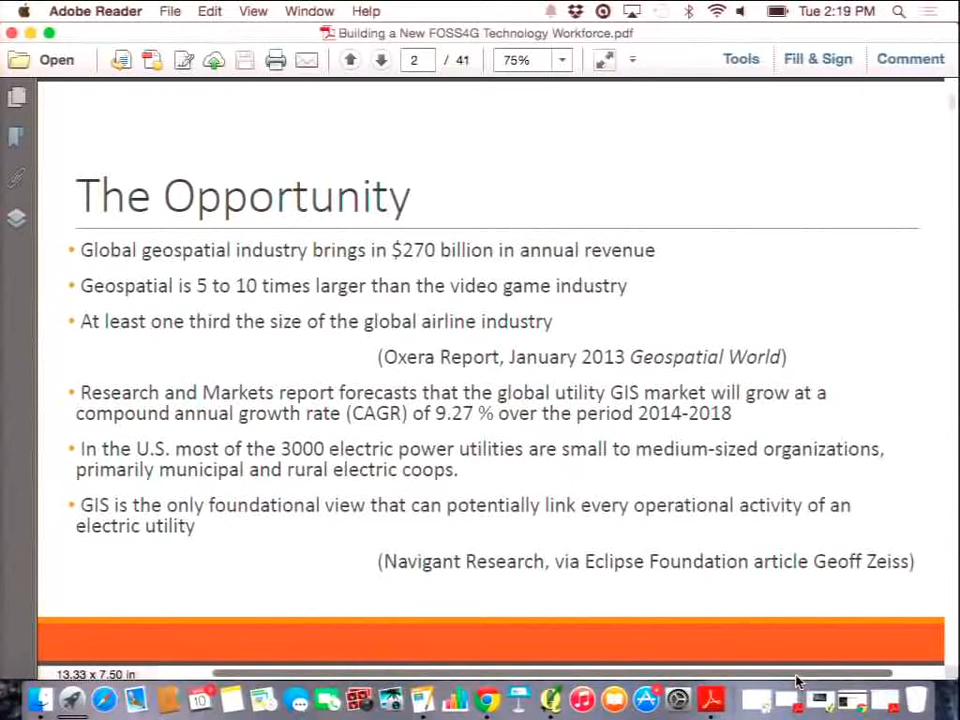 Adobe Reader File Edit View Window Help Tue 2:19 PM
Building a New FOSS4G Technology Workforce.pdf
Open 2 / 41 75% Tools Fill & Sign Comment
The Opportunity
• Global geospatial industry brings in $270 billion in annual revenue
• Geospatial is 5 to 10 times larger than the video game industry
• At least one third the size of the global airline industry
(Oxera Report, January 2013 Geospatial World)
• Research and Markets report forecasts that the global utility GIS market will grow at a
compound annual growth rate (CAGR) of 9.27 % over the period 2014-2018
• In the U.S. most of the 3000 electric power utilities are small to medium-sized organizations,
primarily municipal and rural electric coops.
• GIS is the only foundational view that can potentially link every operational activity of an
electric utility
(Navigant Research, via Eclipse Foundation article Geoff Zeiss)
13.33 x 7.50 in
10